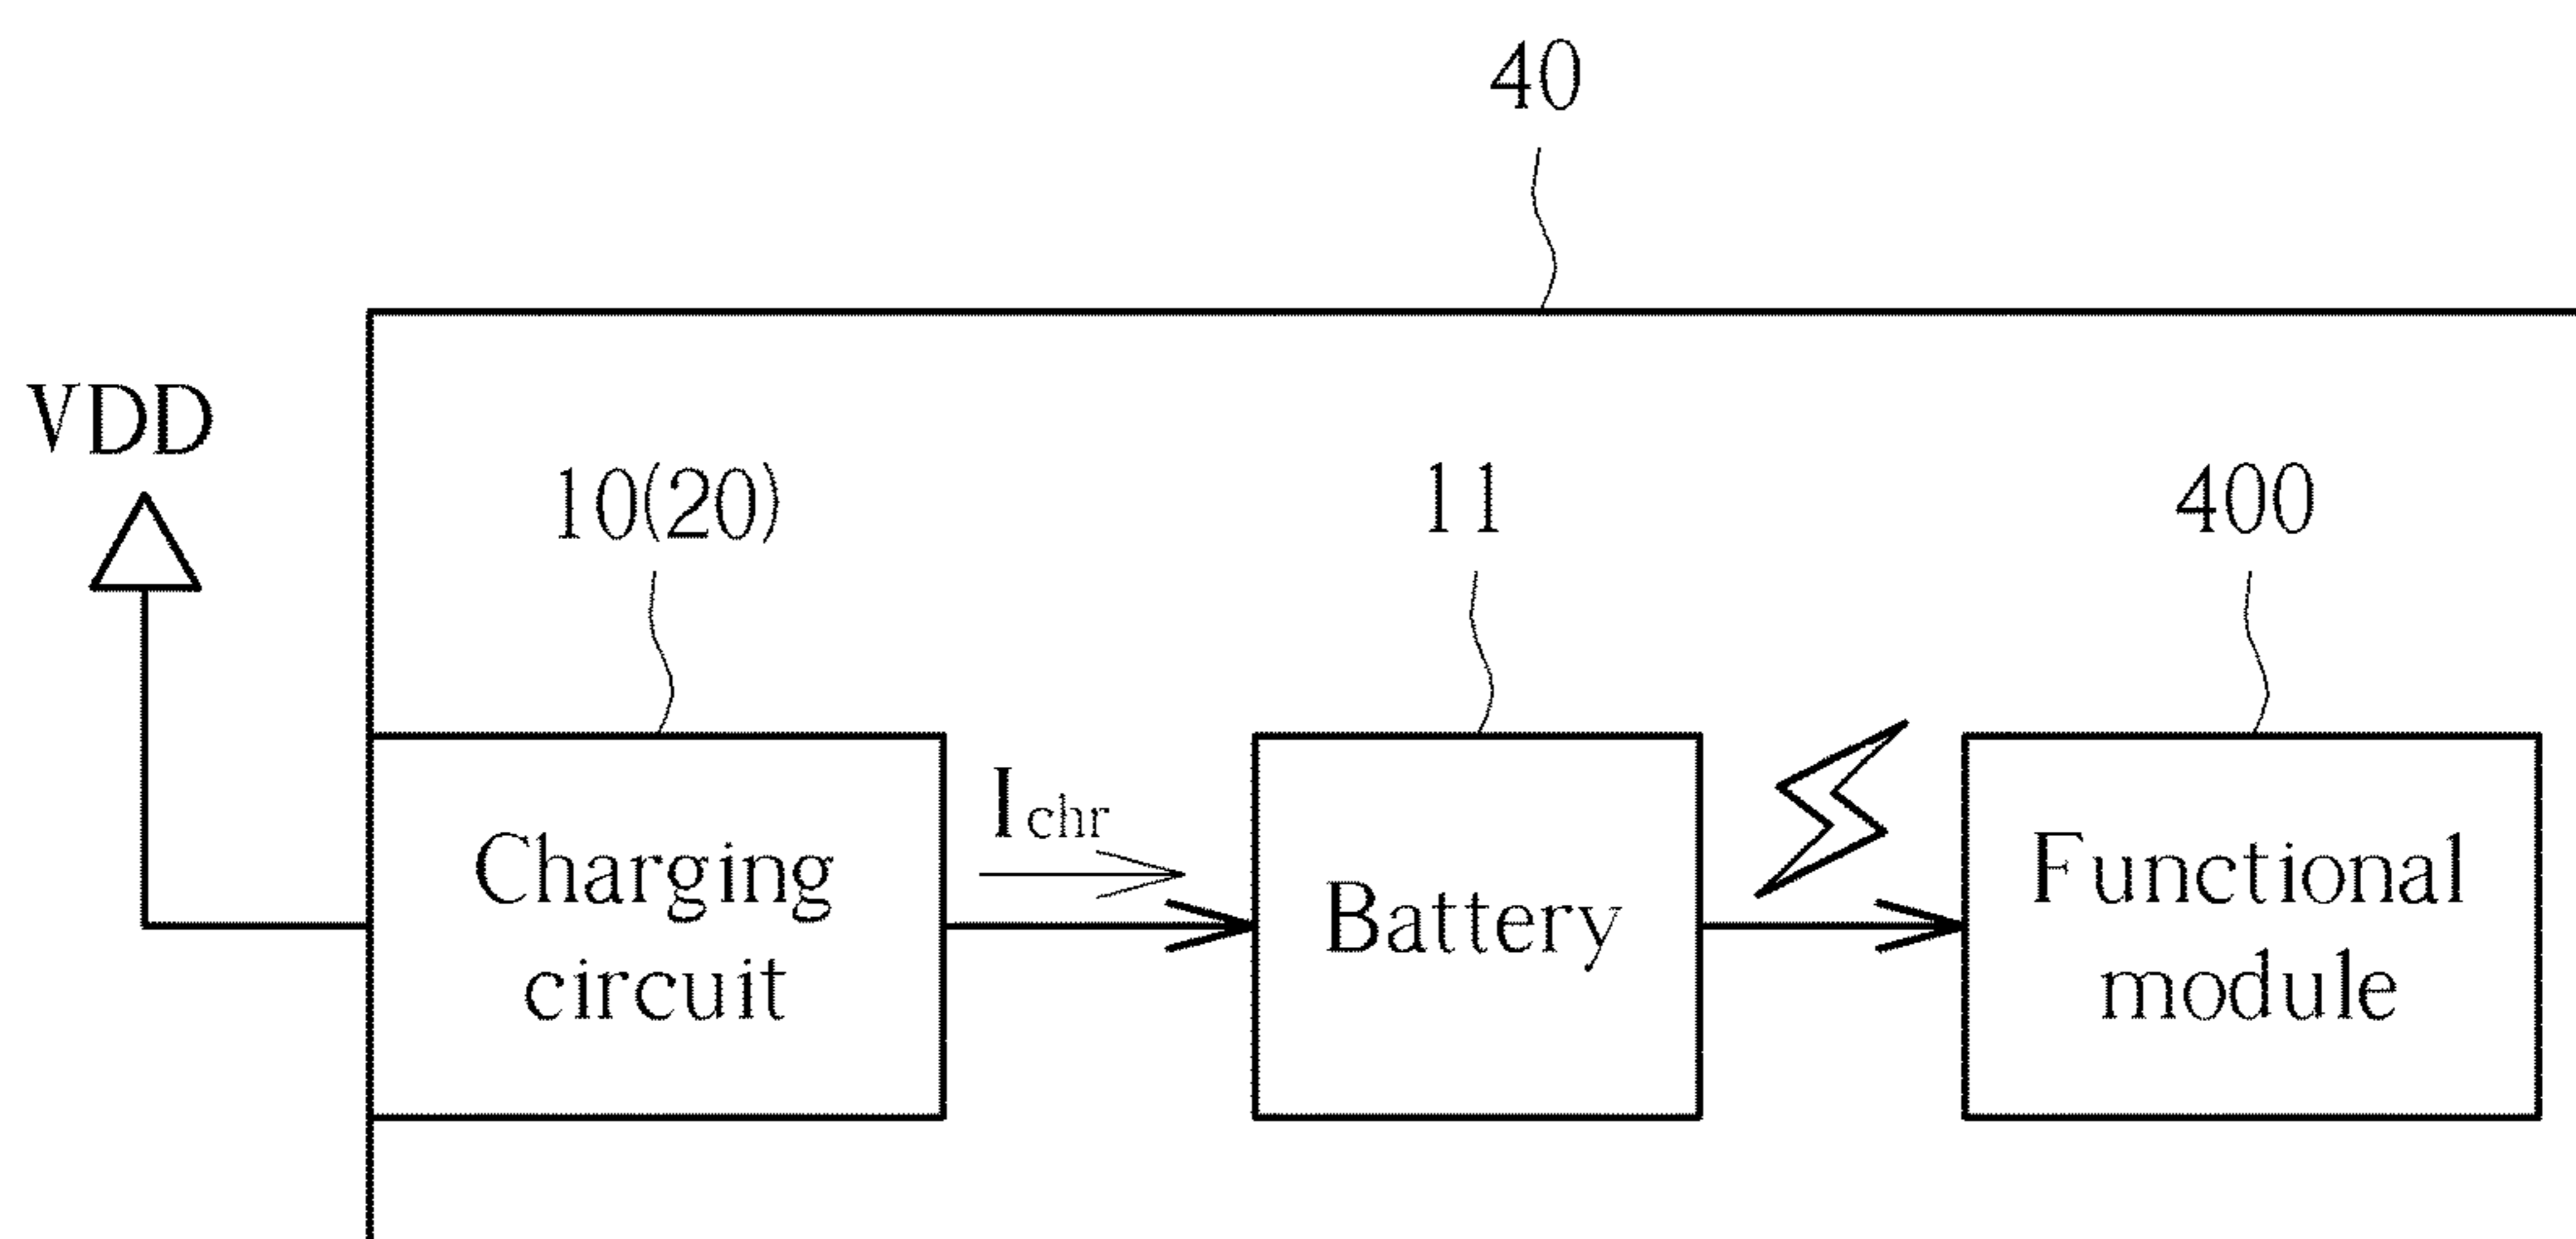 40
VDD
10(20)
11
400
Ichr
Charging
circuit
Battery
Functional
module